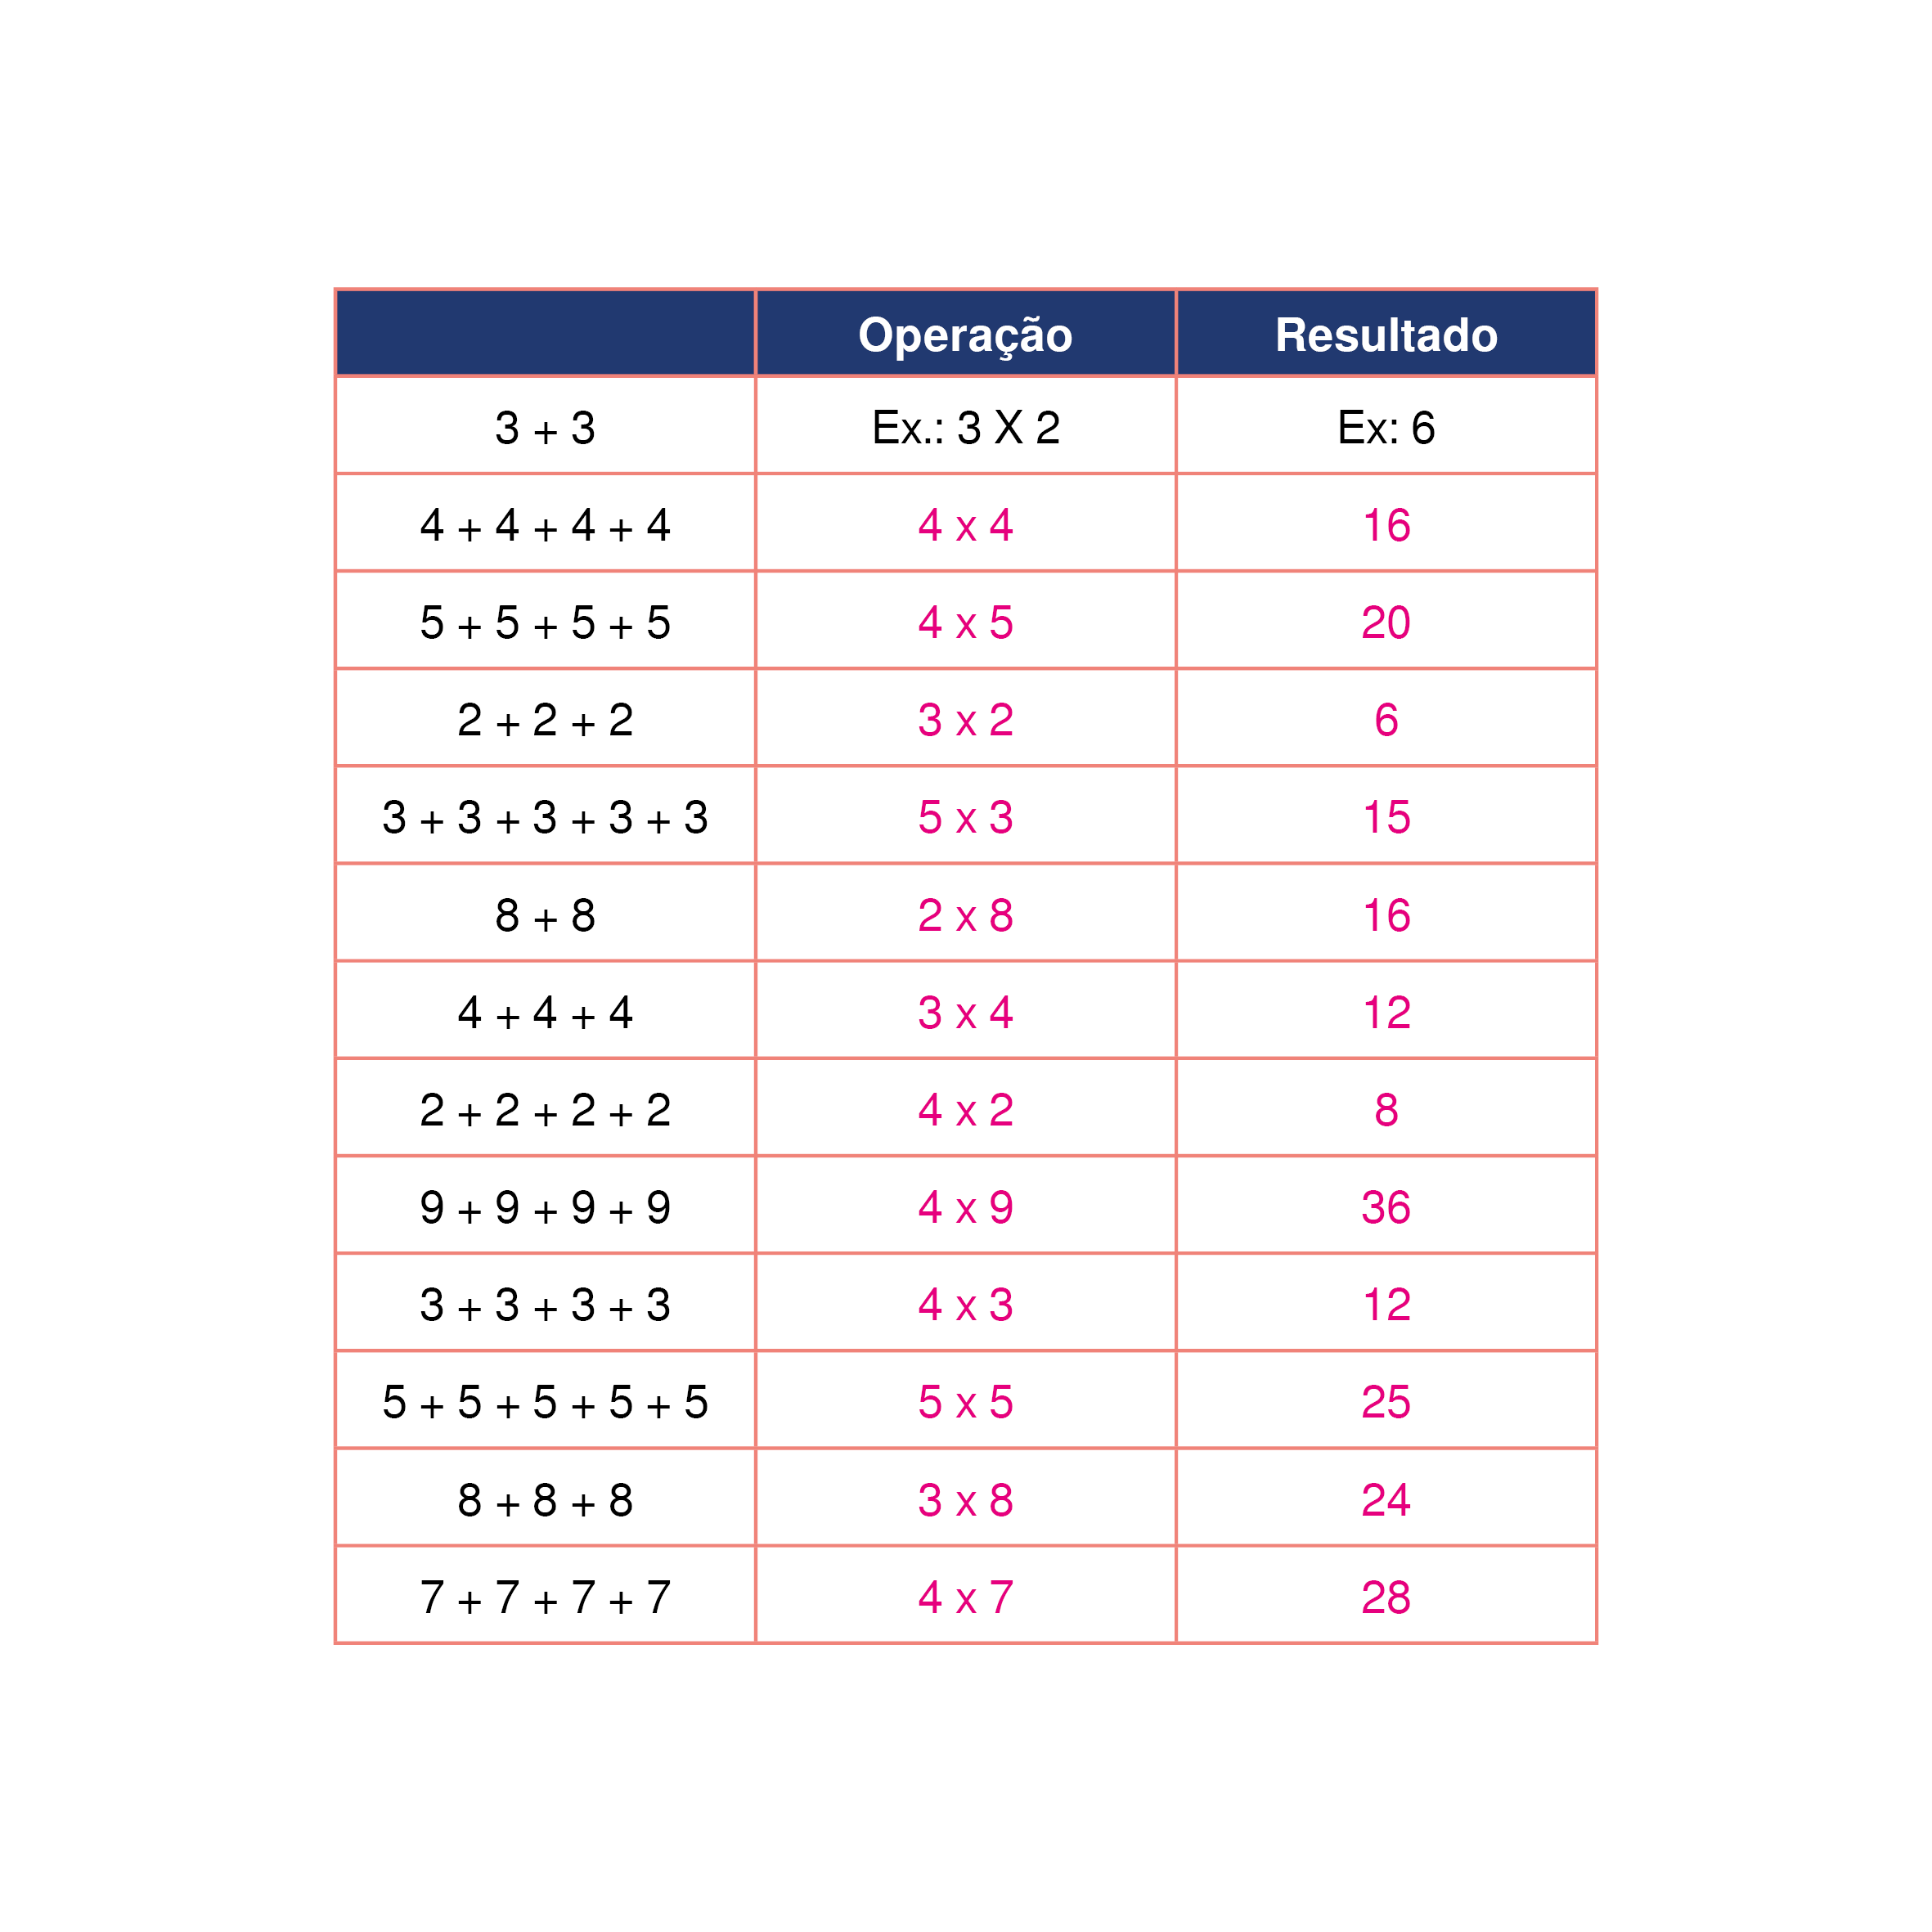 Operação Resultado
3 + 3 Ex.: 3 X 2 Ex: 6
4 + 4 + 4 + 4 4 x 4 16
5 + 5 + 5 + 5 4 x 5 20
2 + 2 + 2 3 x 2 6
3 + 3 + 3 + 3 + 3 5 x 3 15
8 + 8 2 x 8 16
4 + 4 + 4 3 x 4 12
2 + 2 + 2 + 2 4 x 2 8
9 + 9 + 9 + 9 4 x 9 36
3 + 3 + 3 + 3 4 x 3 12
5 + 5 + 5 + 5 + 5 5 x 5 25
8 + 8 + 8 3 x 8 24
7 + 7 + 7 + 7 4 x 7 28